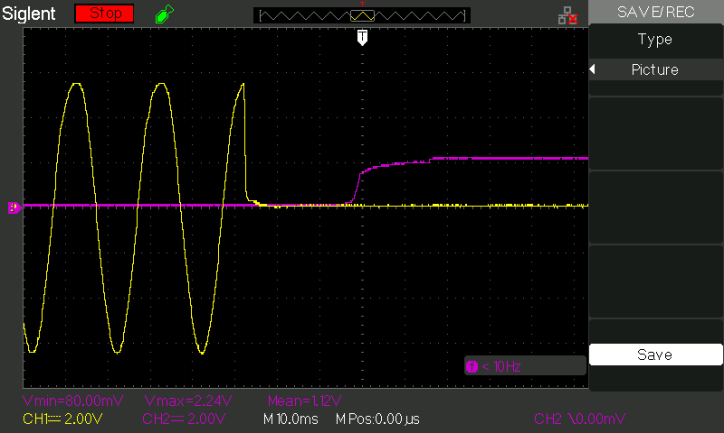 Siglent Stop T SAVE/REC
Type
Picture
T < 10Hz
Save
Vmin=80.00mV Vmax=2.24V Mean=1.12V
CH1 2.00V CH2 2.00V M 10.0ms M Pos:0.00µs CH2 0.00mV